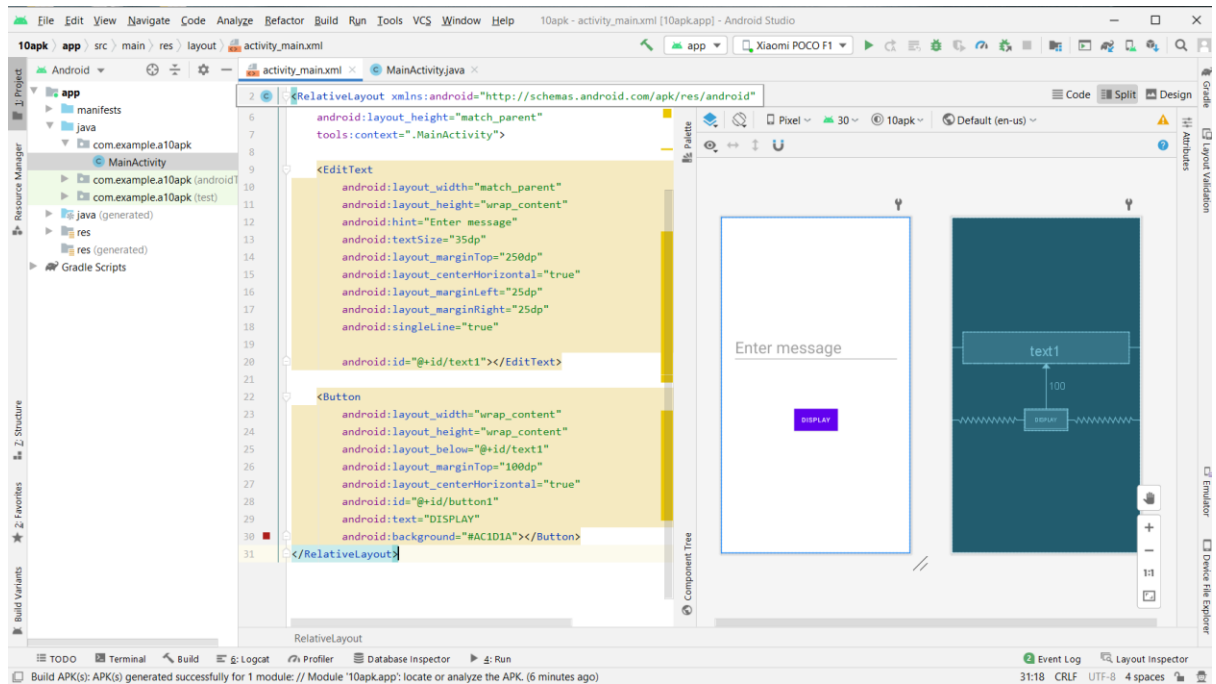 File Edit View Navigate Code Analyze Refactor Build Run Tools VCS Window Help 10apk - activity_main.xml [10apk.app] - Android Studio
10apk app src main res layout activity_main.xml app Xiaomi POCO F1
Android activity_main.xml MainActivity.java
1: Project
Resource Manager
Z: Structure
2: Favorites
Build Variants
app
manifests
java
com.example.a10apk
MainActivity
com.example.a10apk (androidT
com.example.a10apk (test)
java (generated)
res
res (generated)
Gradle Scripts
2 <RelativeLayout xmlns:android="http://schemas.android.com/apk/res/android"
6 android:layout_height="match_parent"
7 tools:context=".MainActivity">
8
9 <EditText
10 android:layout_width="match_parent"
11 android:layout_height="wrap_content"
12 android:hint="Enter message"
13 android:textSize="35dp"
14 android:layout_marginTop="250dp"
15 android:layout_centerHorizontal="true"
16 android:layout_marginLeft="25dp"
17 android:layout_marginRight="25dp"
18 android:singleLine="true"
19
20 android:id="@+id/text1"></EditText>
21
22 <Button
23 android:layout_width="wrap_content"
24 android:layout_height="wrap_content"
25 android:layout_below="@+id/text1"
26 android:layout_marginTop="100dp"
27 android:layout_centerHorizontal="true"
28 android:id="@+id/button1"
29 android:text="DISPLAY"
30 android:background="#AC1D1A"></Button>
31 </RelativeLayout>
RelativeLayout
Code Split Design
Palette
Component Tree
Pixel 30 10apk Default (en-us)
Enter message
DISPLAY
text1
100
DISPLAY
1:1
Attributes
Gradle
Layout Validation
Emulator
Device File Explorer
TODO Terminal Build 6: Logcat Profiler Database Inspector 4: Run 2 Event Log Layout Inspector
Build APK(s): APK(s) generated successfully for 1 module: // Module '10apk.app': locate or analyze the APK. (6 minutes ago) 31:18 CRLF UTF-8 4 spaces